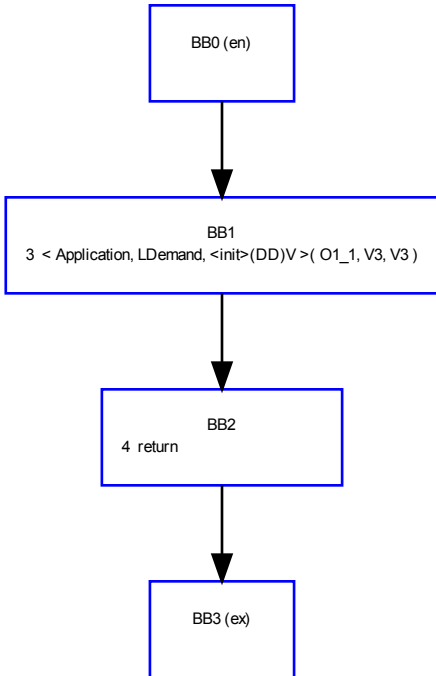 BB0 (en)
BB1
3 < Application, LDemand, <init>(DD)V >( O1_1, V3, V3 )
BB2
4 return
BB3 (ex)